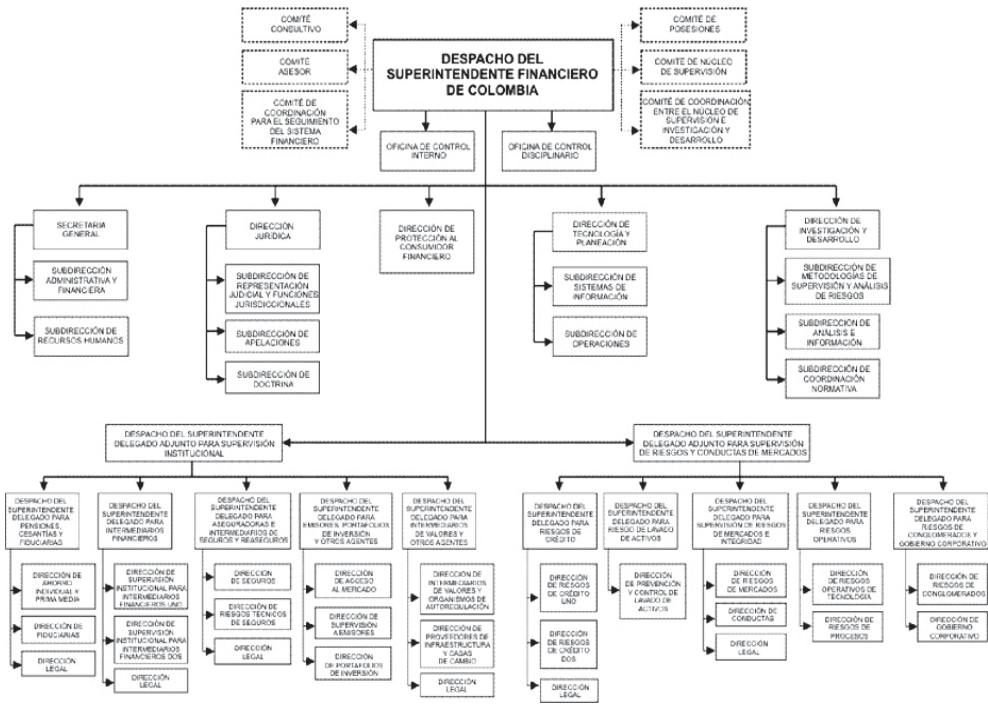 COMITÉ
CONSULTIVO
COMITÉ
ASESOR
COMITÉ DE
COORDINACIÓN
PARA EL SEGUIMIENTO
DEL SISTEMA
FINANCIERO
DESPACHO DEL
SUPERINTENDENTE FINANCIERO
DE COLOMBIA
COMITÉ DE
POSESIONES
COMITÉ DE NÚCLEO
DE SUPERVISIÓN
COMITÉ DE COORDINACIÓN
ENTRE EL NÚCLEO DE
SUPERVISIÓN E
INVESTIGACIÓN Y
DESARROLLO
OFICINA DE CONTROL
INTERNO
OFICINA DE CONTROL
DISCIPLINARIO
SECRETARIA
GENERAL
SUBDIRECCIÓN
ADMINISTRATIVA Y
FINANCIERA
SUBDIRECCIÓN DE
RECURSOS HUMANOS
DIRECCIÓN
JURÍDICA
SUBDIRECCIÓN DE
REPRESENTACIÓN
JUDICIAL Y FUNCIONES
JURISDICCIONALES
SUBDIRECCIÓN DE
APELACIONES
SUBDIRECCIÓN DE
DOCTRINA
DIRECCIÓN DE
PROTECCIÓN AL
CONSUMIDOR
FINANCIERO
DIRECCIÓN DE
TECNOLOGÍA Y
PLANEACIÓN
SUBDIRECCIÓN DE
SISTEMAS DE
INFORMACIÓN
SUBDIRECCIÓN DE
OPERACIONES
DIRECCIÓN DE
INVESTIGACIÓN Y
DESARROLLO
SUBDIRECCIÓN DE
METODOLOGÍAS DE
SUPERVISIÓN Y ANÁLISIS
DE RIESGOS
SUBDIRECCIÓN DE
ANÁLISIS E
INFORMACIÓN
SUBDIRECCIÓN DE
COORDINACIÓN
NORMATIVA
DESPACHO DEL SUPERINTENDENTE
DELEGADO ADJUNTO PARA SUPERVISIÓN
INSTITUCIONAL
DESPACHO DEL SUPERINTENDENTE
DELEGADO ADJUNTO PARA SUPERVISIÓN
DE RIESGOS Y CONDUCTAS DE MERCADOS
DESPACHO DEL
SUPERINTENDENTE
DELEGADO PARA
PENSIONES,
CESANTÍAS Y
FIDUCIARIAS
DIRECCIÓN DE
AHORRO
INDIVIDUAL Y
PRIMA MEDIA
DIRECCIÓN DE
FIDUCIARIAS
DIRECCIÓN
LEGAL
DESPACHO DEL
SUPERINTENDENTE
DELEGADO PARA
INTERMEDIARIOS
FINANCIEROS
DIRECCIÓN DE
SUPERVISIÓN
INSTITUCIONAL PARA
INTERMEDIARIOS
FINANCIEROS UNO
DIRECCIÓN DE
SUPERVISIÓN
INSTITUCIONAL PARA
INTERMEDIARIOS
FINANCIEROS DOS
DIRECCIÓN
LEGAL
DESPACHO DEL
SUPERINTENDENTE
DELEGADO PARA
ASEGURADORAS E
INTERMEDIARIOS DE
SEGUROS Y REASEGUROS
DIRECCIÓN
DE SEGUROS
DIRECCIÓN DE
RIESGOS TÉCNICOS
DE SEGUROS
DIRECCIÓN
LEGAL
DESPACHO DEL
SUPERINTENDENTE
DELEGADO PARA
EMISORES, PORTAFOLIOS
DE INVERSIÓN
Y OTROS AGENTES
DIRECCIÓN
DE ACCESO
AL MERCADO
DIRECCIÓN DE
SUPERVISIÓN
A EMISORES
DIRECCIÓN
DE PORTAFOLIOS
DE INVERSIÓN
DESPACHO DEL
SUPERINTENDENTE
DELEGADO PARA
INTERMEDIARIOS
DE VALORES Y
OTROS AGENTES
DIRECCIÓN
DE INTERMEDIARIOS
DE VALORES Y
ORGANISMOS DE
AUTOREGULACIÓN
DIRECCIÓN
DE PROVEEDORES DE
INFRAESTRUCTURA
Y CASAS
DE CAMBIO
DIRECCIÓN
LEGAL
DESPACHO DEL
SUPERINTENDENTE
DELEGADO PARA
RIESGOS DE
CRÉDITO
DIRECCIÓN
DE RIESGOS
DE CRÉDITO
UNO
DIRECCIÓN
DE RIESGOS
DE CRÉDITO
DOS
DIRECCIÓN
LEGAL
DESPACHO DEL
SUPERINTENDENTE
DELEGADO PARA
RIESGO DE LAVADO
DE ACTIVOS
DIRECCIÓN
DE PREVENCIÓN
Y CONTROL DE
LAVADO DE
ACTIVOS
DESPACHO DEL
SUPERINTENDENTE
DELEGADO PARA
SUPERVISIÓN DE RIESGOS
DE MERCADOS E
INTEGRIDAD
DIRECCIÓN
DE RIESGOS
DE MERCADOS
DIRECCIÓN
DE CONDUCTAS
DIRECCIÓN
LEGAL
DESPACHO DEL
SUPERINTENDENTE
DELEGADO PARA
RIESGOS
OPERATIVOS
DIRECCIÓN
DE RIESGOS
OPERATIVOS DE
TECNOLOGÍA
DIRECCIÓN
DE RIESGOS DE
PROCESOS
DESPACHO DEL
SUPERINTENDENTE
DELEGADO PARA
RIESGOS DE
CONGLOMERADOS Y
GOBIERNO CORPORATIVO
DIRECCIÓN DE
RIESGOS DE
CONGLOMERADOS
DIRECCIÓN
DE GOBIERNO
CORPORATIVO